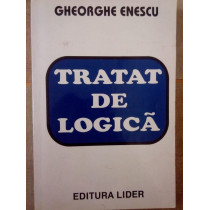 GHEORGHE ENESCU
TRATAT
DE
LOGICĂ
EDITURA LIDER